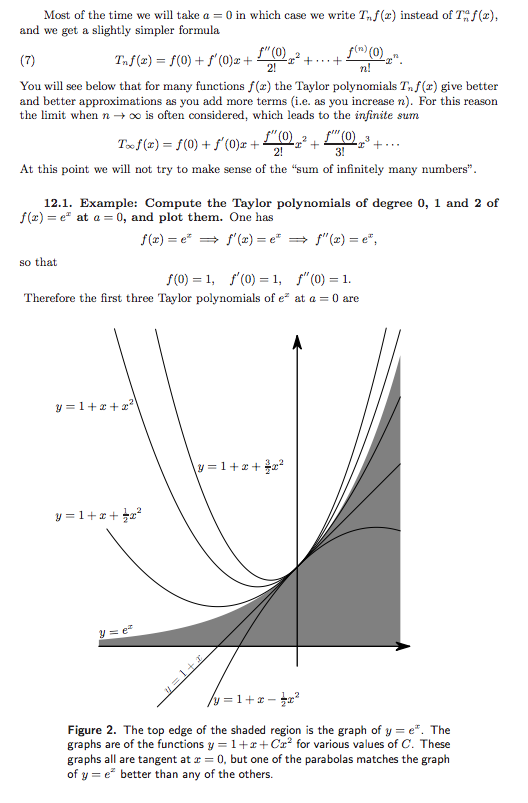 Most of the time we will take a = 0 in which case we write Tₙf(x) instead of Tₙᵃf(x),
and we get a slightly simpler formula
(7) Tₙf(x) = f(0) + f′(0)x + f″(0)/2! x² + ··· + f⁽ⁿ⁾(0)/n! xⁿ.
You will see below that for many functions f(x) the Taylor polynomials Tₙf(x) give better
and better approximations as you add more terms (i.e. as you increase n). For this reason
the limit when n → ∞ is often considered, which leads to the infinite sum
T∞f(x) = f(0) + f′(0)x + f″(0)/2! x² + f‴(0)/3! x³ + ···
At this point we will not try to make sense of the “sum of infinitely many numbers”.
12.1. Example: Compute the Taylor polynomials of degree 0, 1 and 2 of
f(x) = eˣ at a = 0, and plot them. One has
f(x) = eˣ ⟹ f′(x) = eˣ ⟹ f″(x) = eˣ,
so that
f(0) = 1, f′(0) = 1, f″(0) = 1.
Therefore the first three Taylor polynomials of eˣ at a = 0 are
y = 1 + x + x²
y = 1 + x + 3/2 x²
y = 1 + x + 1/2 x²
y = eˣ
y = 1 + x
y = 1 + x − 1/2 x²
Figure 2. The top edge of the shaded region is the graph of y = eˣ. The
graphs are of the functions y = 1 + x + Cx² for various values of C. These
graphs all are tangent at x = 0, but one of the parabolas matches the graph
of y = eˣ better than any of the others.